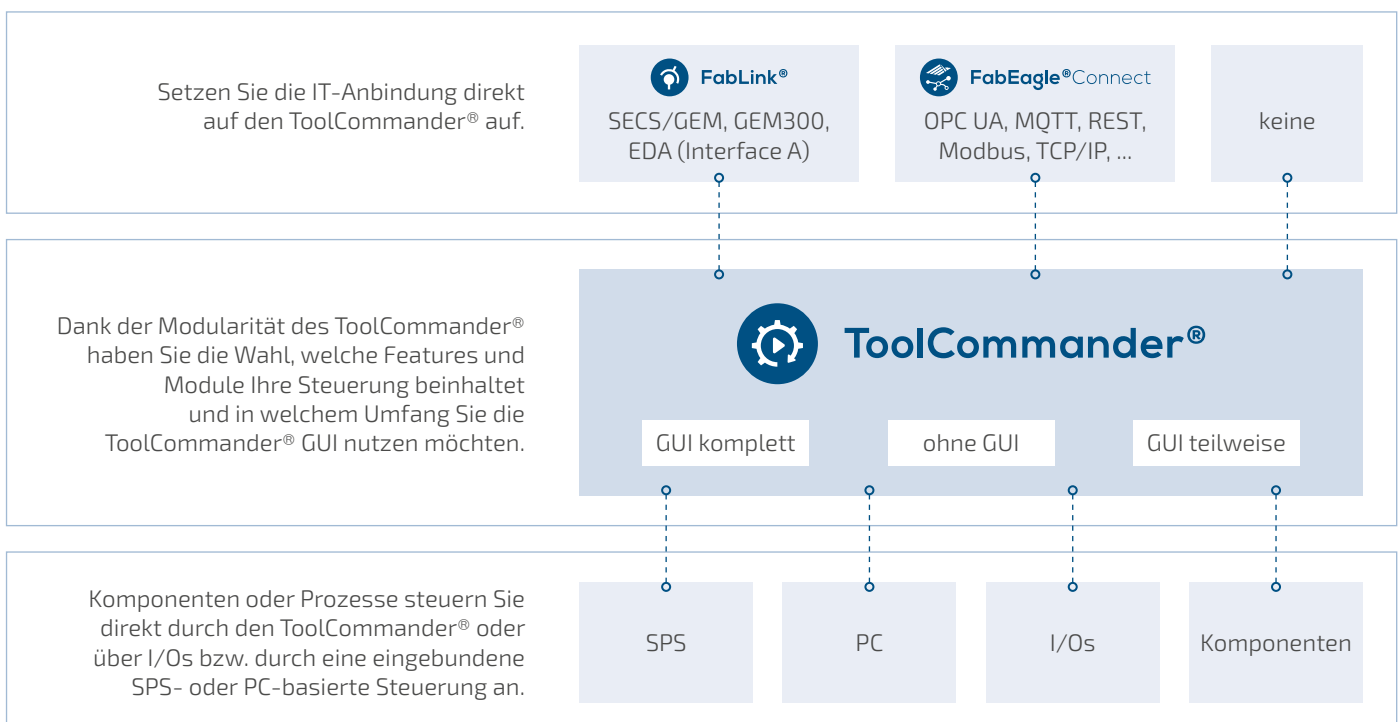 Setzen Sie die IT-Anbindung direkt
auf den ToolCommander® auf.
FabLink®
SECS/GEM, GEM300,
EDA (Interface A)
FabEagle®Connect
OPC UA, MQTT, REST,
Modbus, TCP/IP, ...
keine
Dank der Modularität des ToolCommander®
haben Sie die Wahl, welche Features und
Module Ihre Steuerung beinhaltet
und in welchem Umfang Sie die
ToolCommander® GUI nutzen möchten.
ToolCommander®
GUI komplett
ohne GUI
GUI teilweise
Komponenten oder Prozesse steuern Sie
direkt durch den ToolCommander® oder
über I/Os bzw. durch eine eingebundene
SPS- oder PC-basierte Steuerung an.
SPS
PC
I/Os
Komponenten